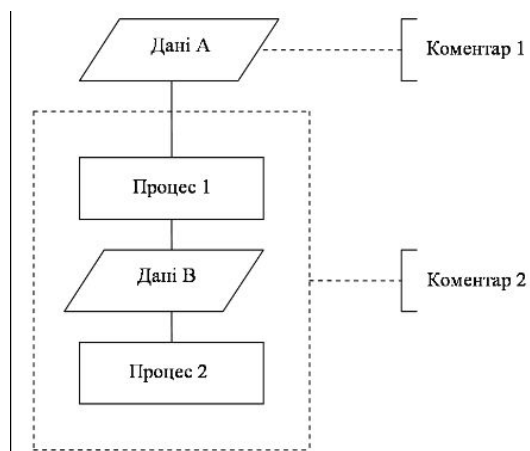 Дані А
Коментар 1
Процес 1
Дані В
Коментар 2
Процес 2